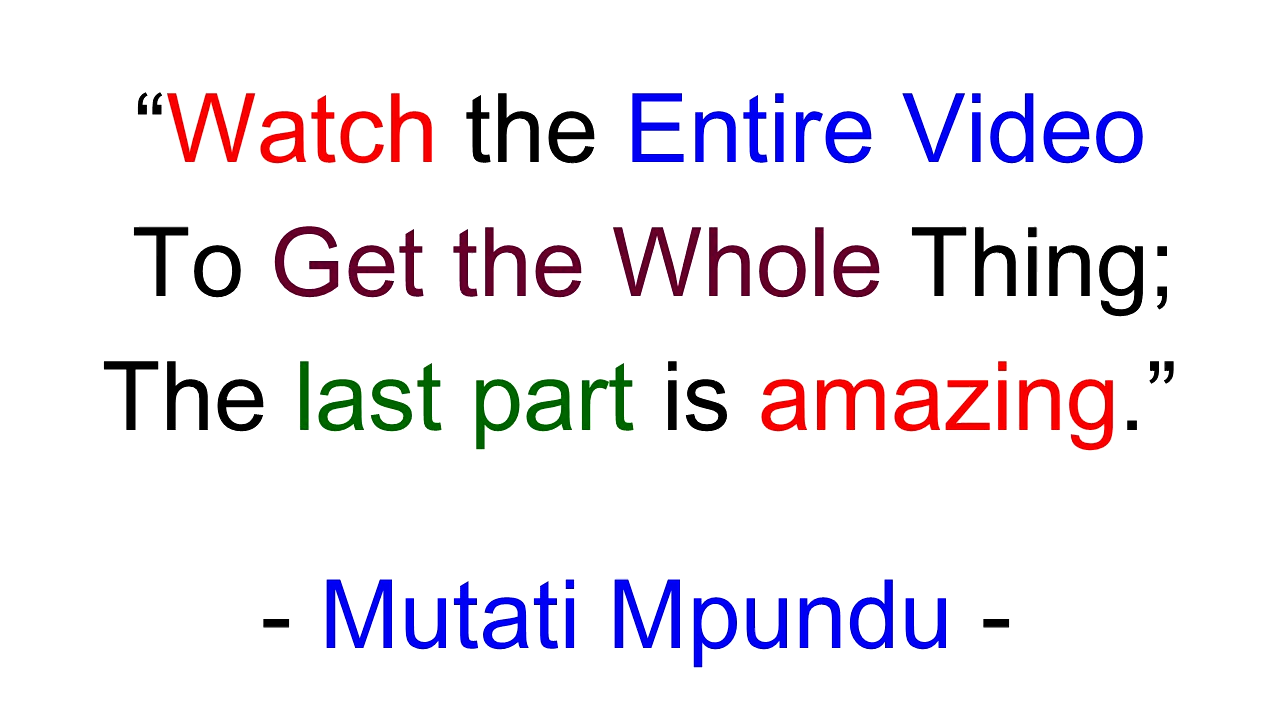 “Watch the Entire Video
To Get the Whole Thing;
The last part is amazing.”
- Mutati Mpundu -